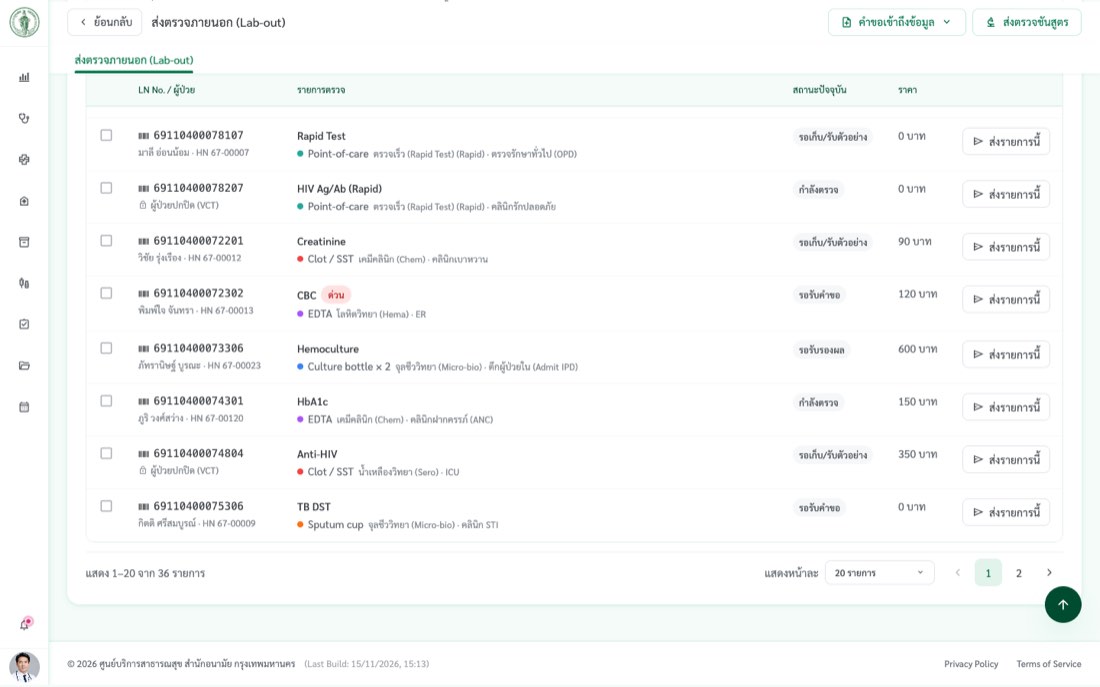 ย้อนกลับ
ส่งตรวจภายนอก (Lab-out)
คำขอเข้าถึงข้อมูล
ส่งตรวจชันสูตร
ส่งตรวจภายนอก (Lab-out)
LN No. / ผู้ป่วย รายการตรวจ สถานะปัจจุบัน ราคา
69110400078107 Rapid Test รอเก็บ/รับตัวอย่าง 0 บาท ส่งรายการนี้
มาลี อ่อนน้อม · HN 67-00007 Point-of-care ตรวจเร็ว (Rapid Test) (Rapid) · ตรวจรักษาทั่วไป (OPD)
69110400078207 HIV Ag/Ab (Rapid) กำลังตรวจ 0 บาท ส่งรายการนี้
ผู้ป่วยปกปิด (VCT) Point-of-care ตรวจเร็ว (Rapid Test) (Rapid) · คลินิกรักปลอดภัย
69110400072201 Creatinine รอเก็บ/รับตัวอย่าง 90 บาท ส่งรายการนี้
วิชัย รุ่งเรือง · HN 67-00012 Clot / SST เคมีคลินิก (Chem) · คลินิกเบาหวาน
69110400072302 CBC ด่วน รอรับคำขอ 120 บาท ส่งรายการนี้
พิมพ์ใจ จันทรา · HN 67-00013 EDTA โลหิตวิทยา (Hema) · ER
69110400073306 Hemoculture รอรับรองผล 600 บาท ส่งรายการนี้
ภัทรานิษฐ์ บูรณะ · HN 67-00023 Culture bottle × 2 จุลชีววิทยา (Micro-bio) · ตึกผู้ป่วยใน (Admit IPD)
69110400074301 HbA1c กำลังตรวจ 150 บาท ส่งรายการนี้
ภูริ วงศ์สว่าง · HN 67-00120 EDTA เคมีคลินิก (Chem) · คลินิกฝากครรภ์ (ANC)
69110400074804 Anti-HIV รอเก็บ/รับตัวอย่าง 350 บาท ส่งรายการนี้
ผู้ป่วยปกปิด (VCT) Clot / SST น้ำเหลืองวิทยา (Sero) · ICU
69110400075306 TB DST รอรับคำขอ 0 บาท ส่งรายการนี้
กิตติ ศรีสมบูรณ์ · HN 67-00009 Sputum cup จุลชีววิทยา (Micro-bio) · คลินิก STI
แสดง 1–20 จาก 36 รายการ แสดงหน้าละ 20 รายการ 1 2
© 2026 ศูนย์บริการสาธารณสุข สำนักอนามัย กรุงเทพมหานคร (Last Build: 15/11/2026, 15:13) Privacy Policy Terms of Service